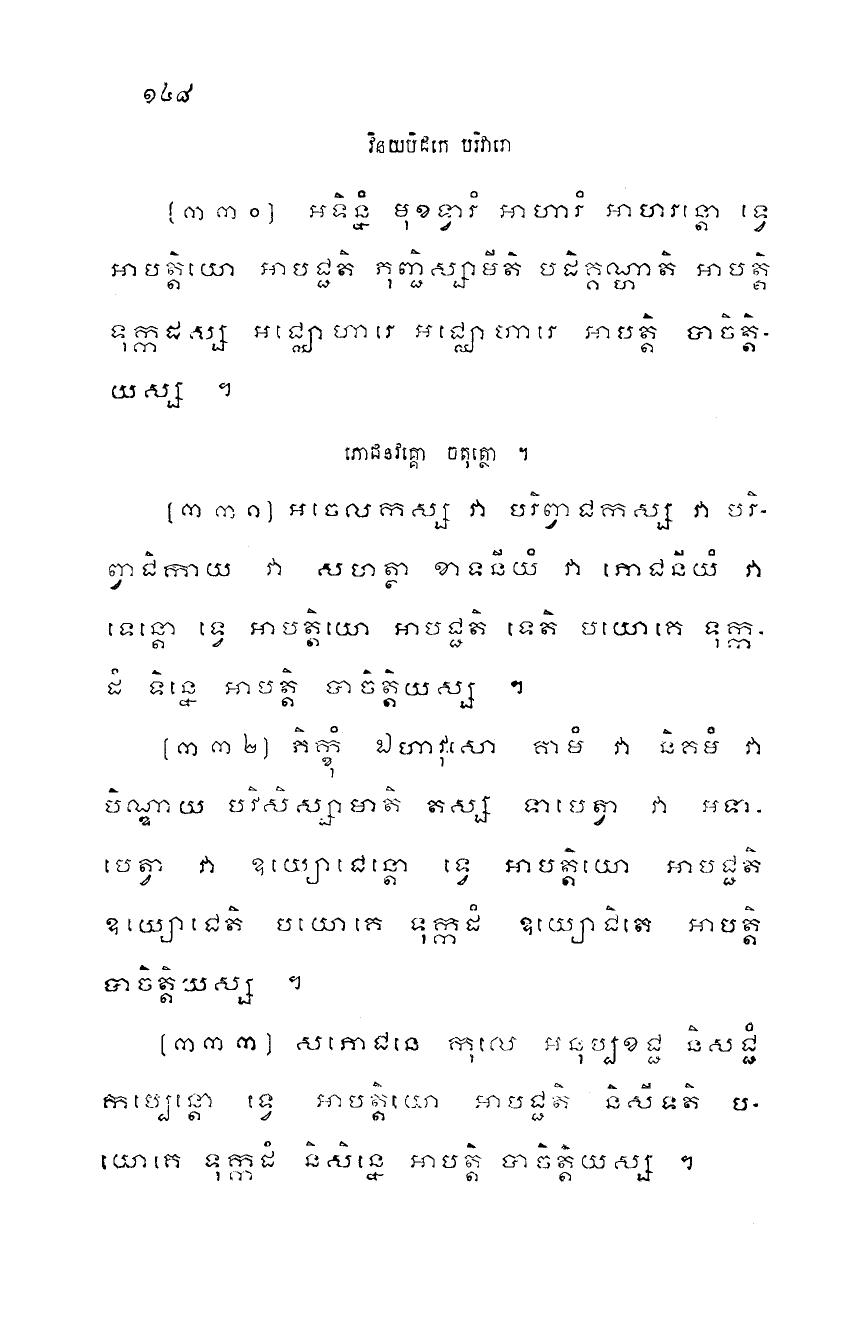 ១៤៨
វិនយបិដកេ បរិវារោ
(៣៣០) អទិន្នំ មុខទ្វារំ អាហារំ អាហរន្តោ ទ្វេ
អាបត្តិយោ អាបជ្ជតិ ភុញ្ជិស្សាមីតិ បដិគ្គណ្ហាតិ អាបត្តិ
ទុក្កដស្ស អជ្ឈោហារេ អជ្ឈោហារេ អាបត្តិ បាចិត្តិ-
យស្ស ។
ភោជនវគ្គោ ចតុត្ថោ ។
(៣៣១) អចេលកស្ស វា បរិព្វាជកស្ស វា បរិ-
ព្វាជិកាយ វា សហត្ថា ខាទនីយំ វា ភោជនីយំ វា
ទេន្តោ ទ្វេ អាបត្តិយោ អាបជ្ជតិ ទេតិ បយោគេ ទុក្ក-
ដំ ទិន្នេ អាបត្តិ បាចិត្តិយស្ស ។
(៣៣២) ភិក្ខុំ ឯហាវុសោ គាមំ វា និគមំ វា
បិណ្ឌាយ បវិសិស្សាមាតិ តស្ស ទាបេត្វា វា អទា-
បេត្វា វា ឧយ្យោជេន្តោ ទ្វេ អាបត្តិយោ អាបជ្ជតិ
ឧយ្យោជេតិ បយោគេ ទុក្កដំ ឧយ្យោជិតេ អាបត្តិ
បាចិត្តិយស្ស ។
(៣៣៣) សភោជនេ កុលេ អនុប្បខជ្ជ និសជ្ជំ
កប្បេន្តោ ទ្វេ អាបត្តិយោ អាបជ្ជតិ និសីទតិ ប-
យោគេ ទុក្កដំ និសិន្នេ អាបត្តិ បាចិត្តិយស្ស ។